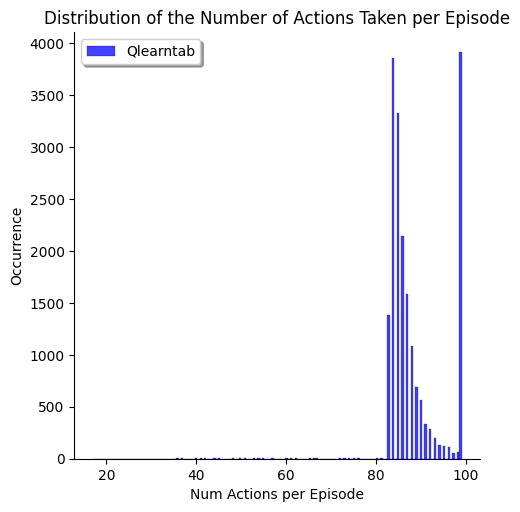 Distribution of the Number of Actions Taken per Episode
Qlearntab
4000
3500
3000
2500
2000
1500
1000
500
0
Occurrence
20 40 60 80 100
Num Actions per Episode